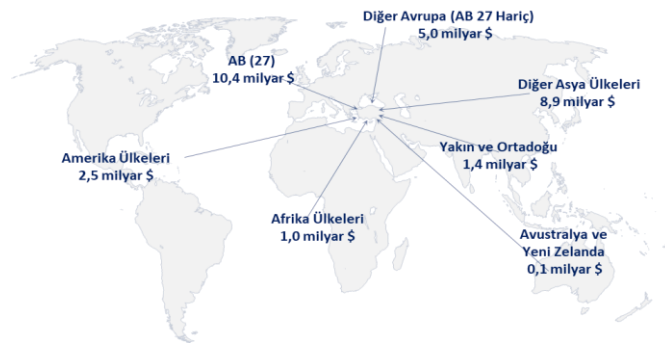 Diğer Avrupa (AB 27 Hariç)
5,0 milyar $
AB (27)
10,4 milyar $
Diğer Asya Ülkeleri
8,9 milyar $
Amerika Ülkeleri
2,5 milyar $
Yakın ve Ortadoğu
1,4 milyar $
Afrika Ülkeleri
1,0 milyar $
Avustralya ve
Yeni Zelanda
0,1 milyar $